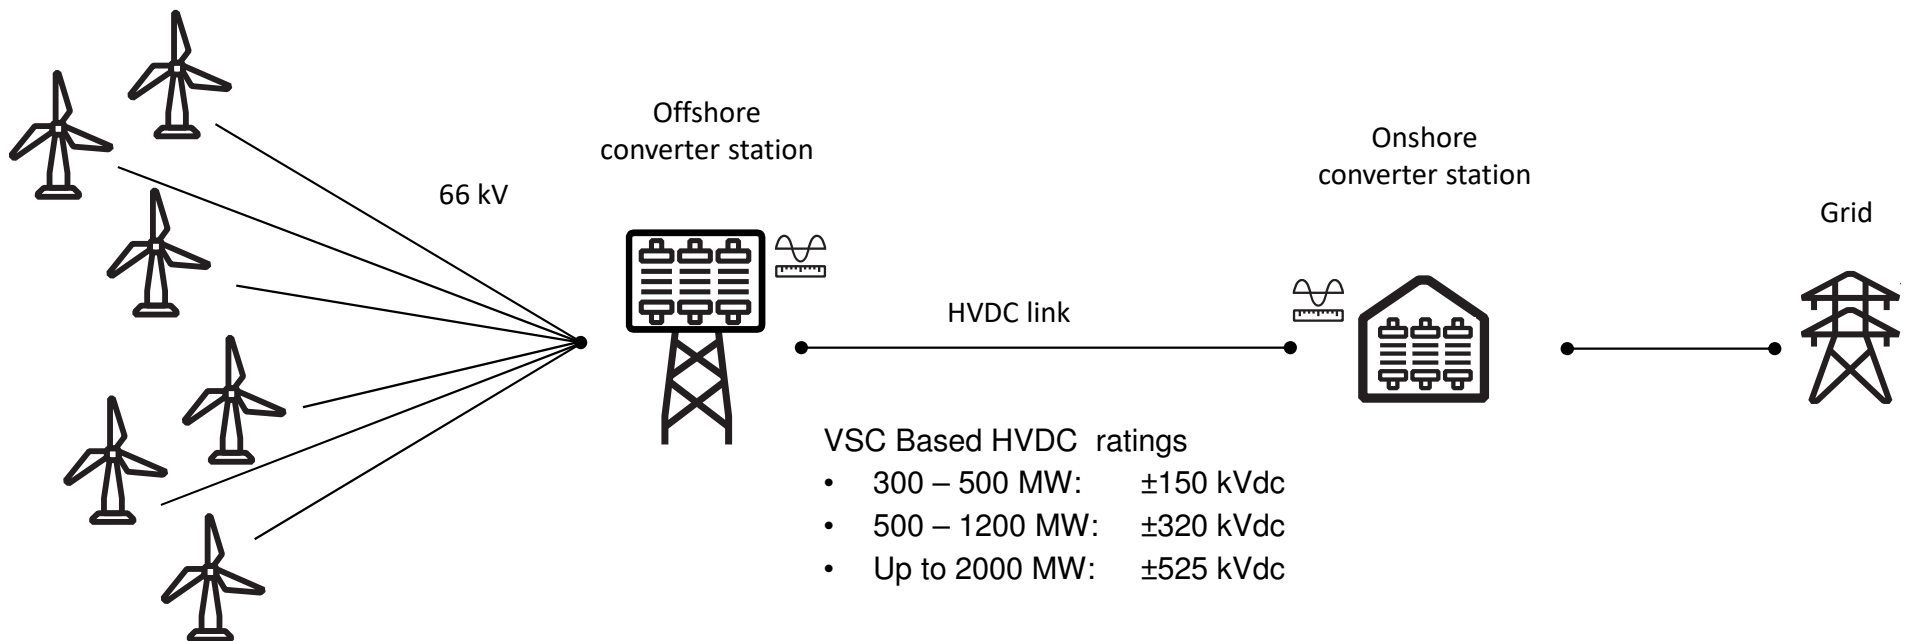 Offshore
converter station
Onshore
converter station
66 kV
Grid
HVDC link
VSC Based HVDC ratings
• 300 – 500 MW: ±150 kVdc
• 500 – 1200 MW: ±320 kVdc
• Up to 2000 MW: ±525 kVdc